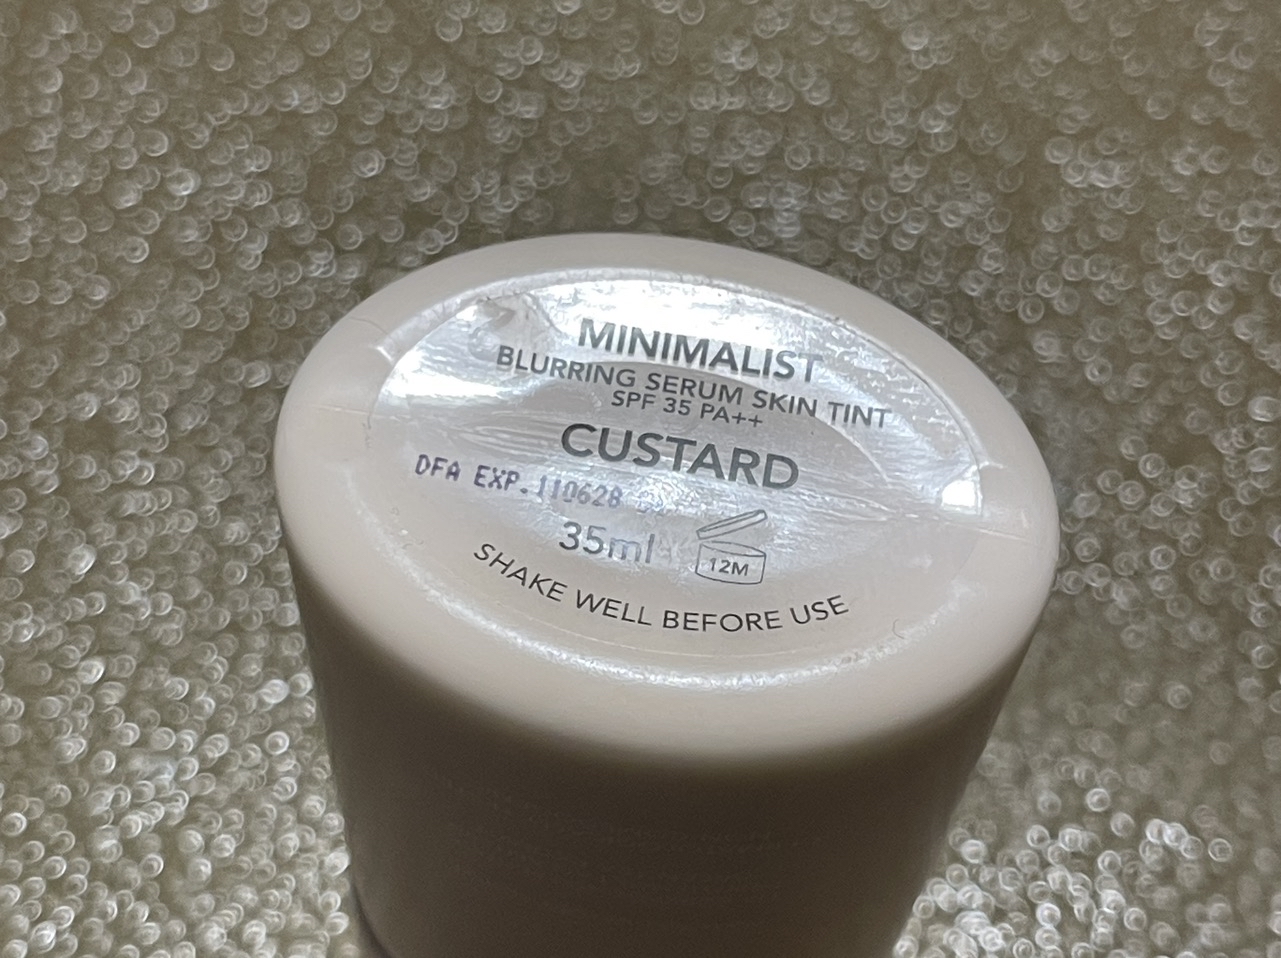 MINIMALIST
BLURRING SERUM SKIN TINT
SPF 35 PA++
CUSTARD
DFA EXP.110628
35ml
12M
SHAKE WELL BEFORE USE